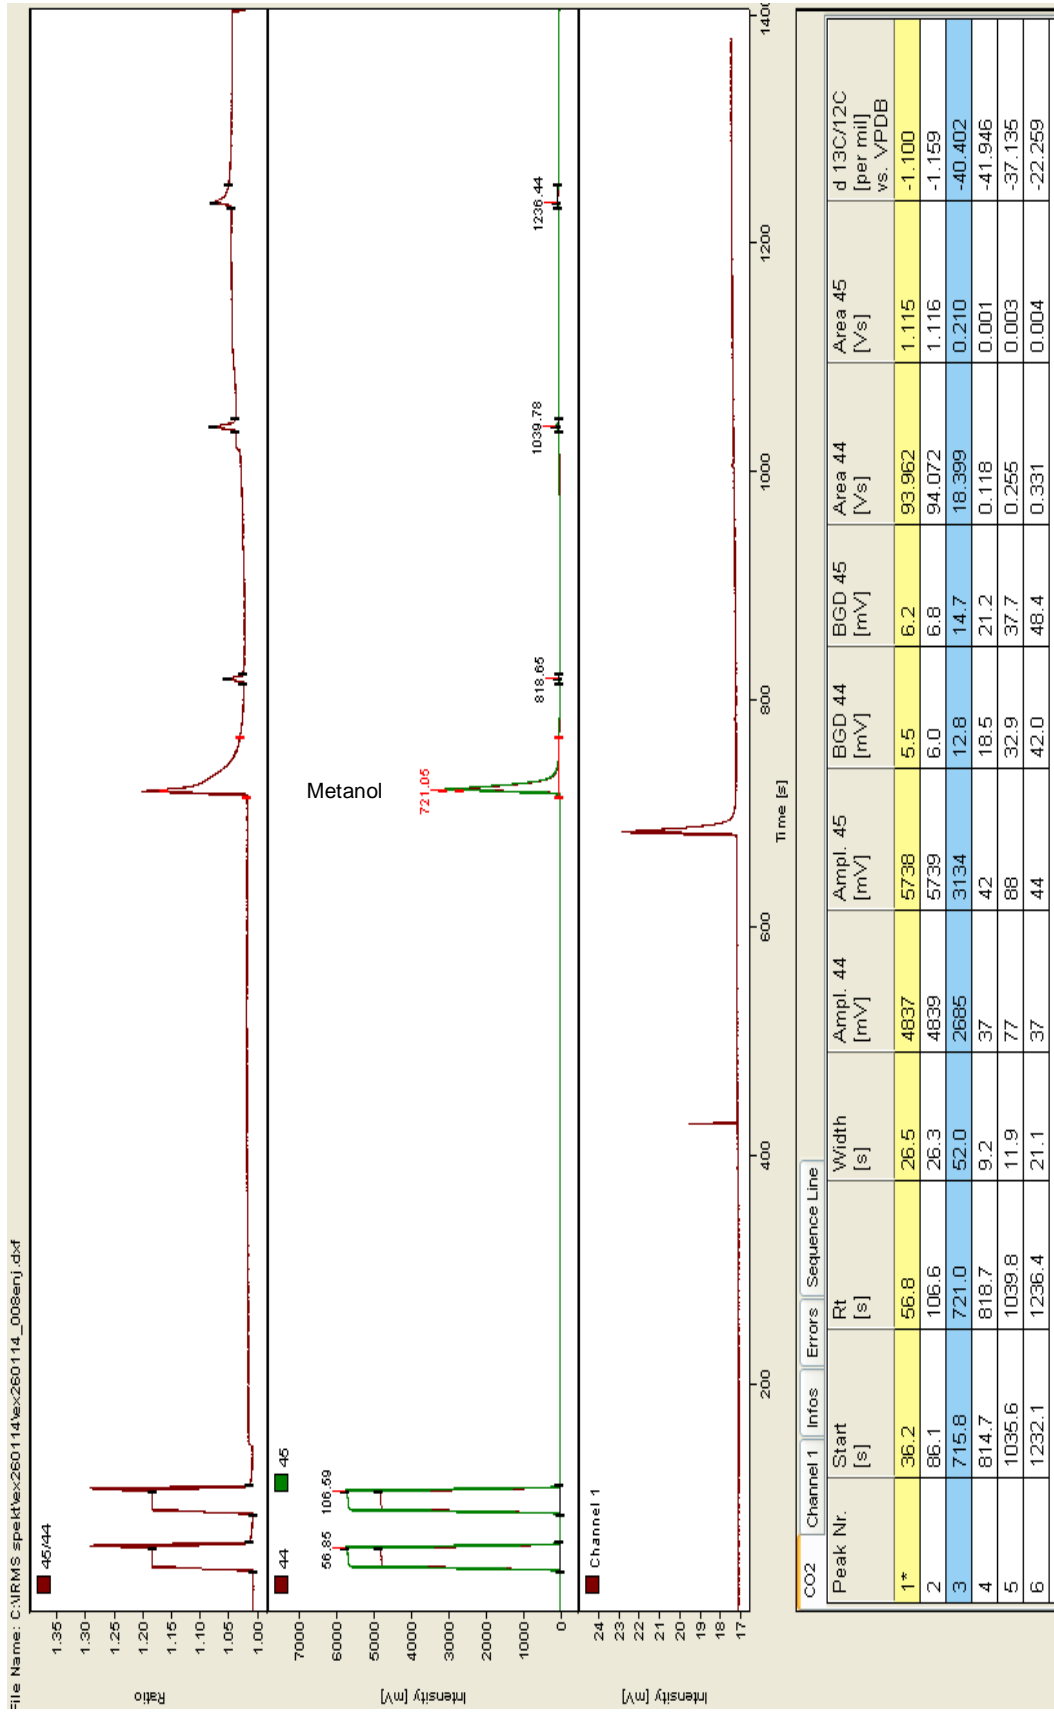 File Name: C:\IRMS spekt\ex260114\ex260114_008enj.dxf
45/44
1.35
1.30
1.25
1.20
1.15
1.10
1.05
1.00
Ratio
44
45
56.85
106.59
Metanol
721.05
818.65
1039.78
1236.44
6000
5000
4000
3000
2000
1000
0
Intensity [mV]
Channel 1
24
23
22
21
20
19
18
17
Intensity [mV]
200
400
600
800
1000
1200
1400
Time [s]
CO2 Channel 1 Infos Errors Sequence Line
Peak Nr. Start [s] Rt [s] Width [s] Ampl. 44 [mV] Ampl. 45 [mV] BGD 44 [mV] BGD 45 [mV] Area 44 [Vs] Area 45 [Vs] d 13C/12C [per mil] vs. VPDB
1* 36.2 56.8 26.5 4837 5738 5.5 6.2 93.962 1.115 -1.100
2 86.1 106.6 26.3 4839 5739 6.0 6.8 94.072 1.116 -1.159
3 715.8 721.0 52.0 2685 3134 12.8 14.7 18.399 0.210 -40.402
4 814.7 818.7 9.2 37 42 18.5 21.2 0.118 0.001 -41.946
5 1035.6 1039.8 11.9 77 88 32.9 37.7 0.255 0.003 -37.135
6 1232.1 1236.4 21.1 37 44 42.0 48.4 0.331 0.004 -22.259